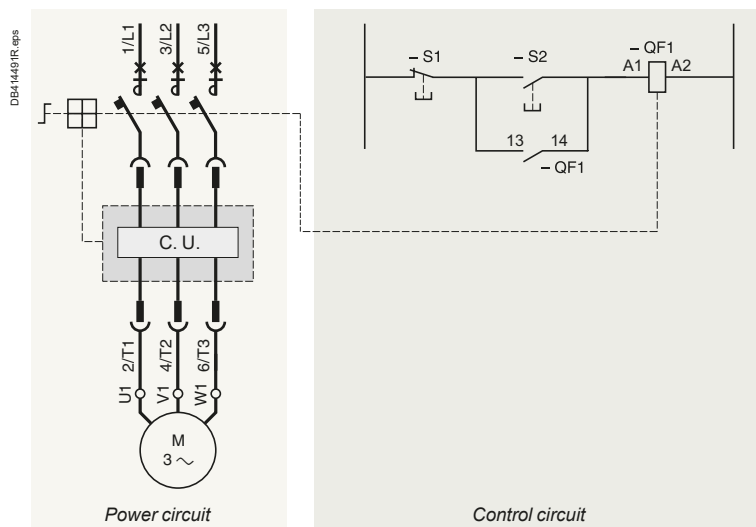 DB414491R.eps
1/L1
3/L2
5/L3
C. U.
2/T1
4/T2
6/T3
U1
V1
W1
M
3 ~
Power circuit
– S1
– S2
– QF1
A1
A2
13
14
– QF1
Control circuit